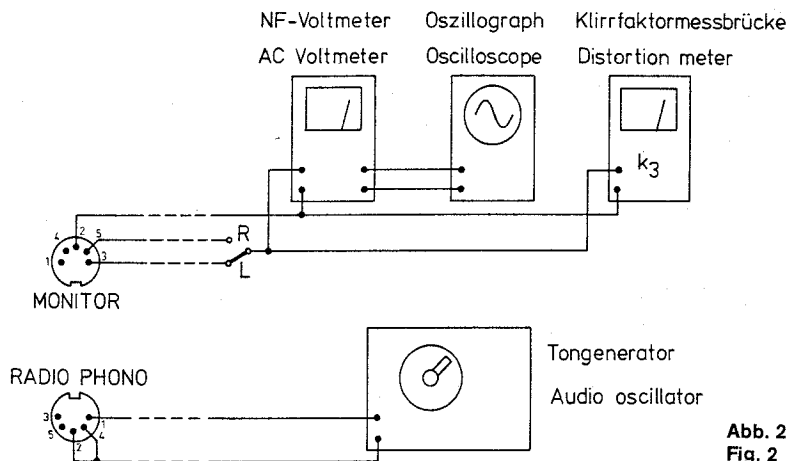 NF-Voltmeter Oszillograph Klirrfaktormessbrücke
AC Voltmeter Oscilloscope Distortion meter
k3
4 2 5
1 3
R
L
MONITOR
RADIO PHONO
3 1
5 2 4
Tongenerator
Audio oscillator
Abb. 2
Fig. 2